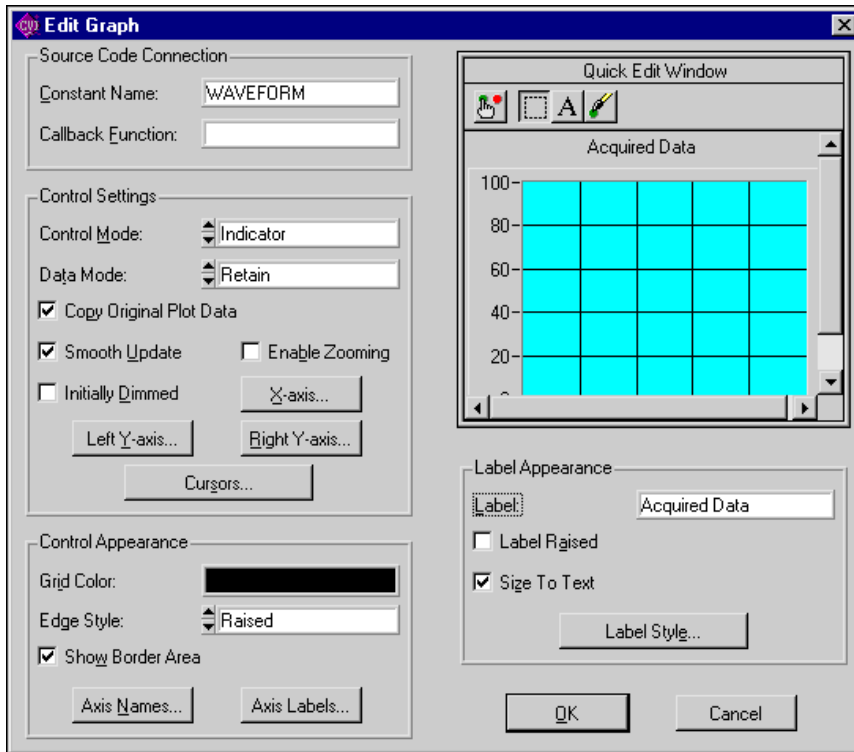 CVI Edit Graph
Source Code Connection
Constant Name: WAVEFORM
Callback Function:
Control Settings
Control Mode: Indicator
Data Mode: Retain
Copy Original Plot Data
Smooth Update Enable Zooming
Initially Dimmed X-axis...
Left Y-axis... Right Y-axis...
Cursors...
Control Appearance
Grid Color:
Edge Style: Raised
Show Border Area
Axis Names... Axis Labels...
Quick Edit Window
A
Acquired Data
100
80
60
40
20
Label Appearance
Label: Acquired Data
Label Raised
Size To Text
Label Style...
OK Cancel